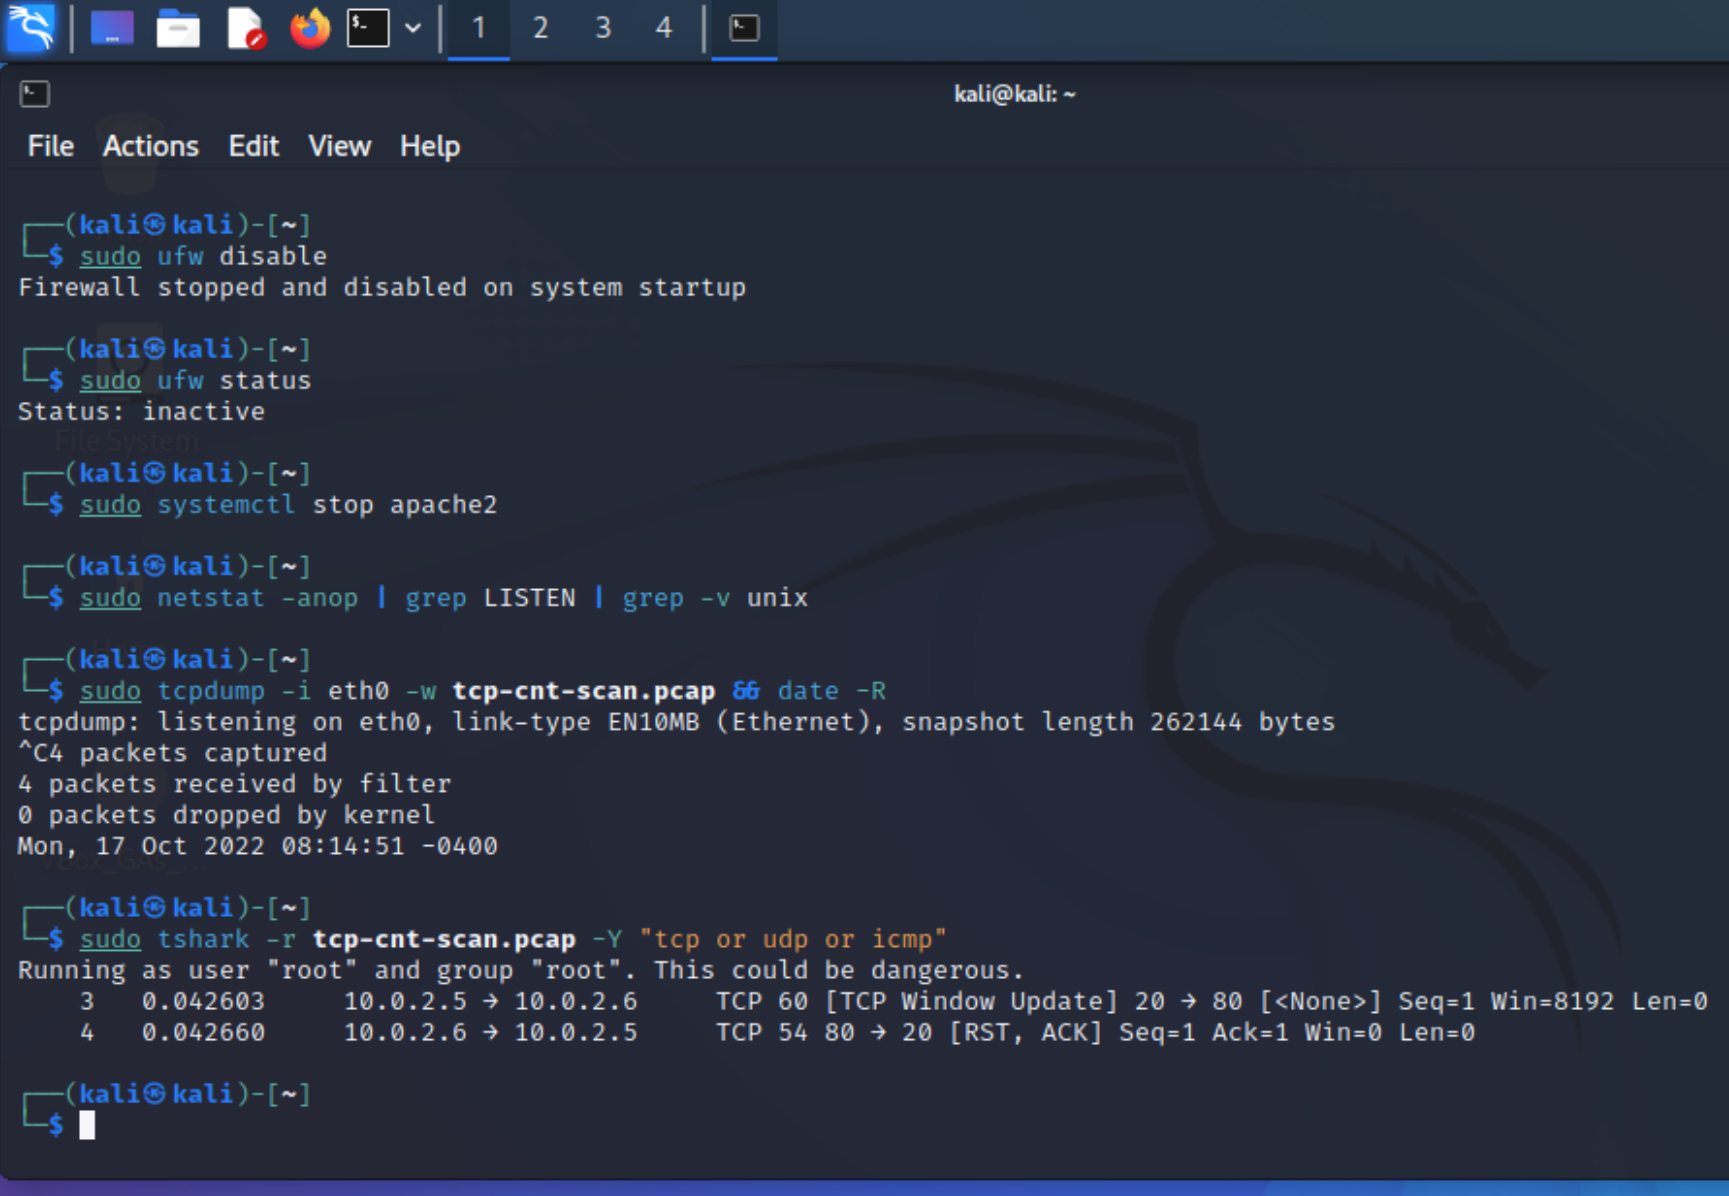 1 2 3 4
kali@kali: ~
File Actions Edit View Help
┌──(kali㉿kali)-[~]
└─$ sudo ufw disable
Firewall stopped and disabled on system startup
┌──(kali㉿kali)-[~]
└─$ sudo ufw status
Status: inactive
File System
┌──(kali㉿kali)-[~]
└─$ sudo systemctl stop apache2
┌──(kali㉿kali)-[~]
└─$ sudo netstat -anop | grep LISTEN | grep -v unix
┌──(kali㉿kali)-[~]
└─$ sudo tcpdump -i eth0 -w tcp-cnt-scan.pcap && date -R
tcpdump: listening on eth0, link-type EN10MB (Ethernet), snapshot length 262144 bytes
^C4 packets captured
4 packets received by filter
0 packets dropped by kernel
Mon, 17 Oct 2022 08:14:51 -0400
VBox_GAs_...
┌──(kali㉿kali)-[~]
└─$ sudo tshark -r tcp-cnt-scan.pcap -Y "tcp or udp or icmp"
Running as user "root" and group "root". This could be dangerous.
3 0.042603 10.0.2.5 → 10.0.2.6 TCP 60 [TCP Window Update] 20 → 80 [<None>] Seq=1 Win=8192 Len=0
4 0.042660 10.0.2.6 → 10.0.2.5 TCP 54 80 → 20 [RST, ACK] Seq=1 Ack=1 Win=0 Len=0
┌──(kali㉿kali)-[~]
└─$